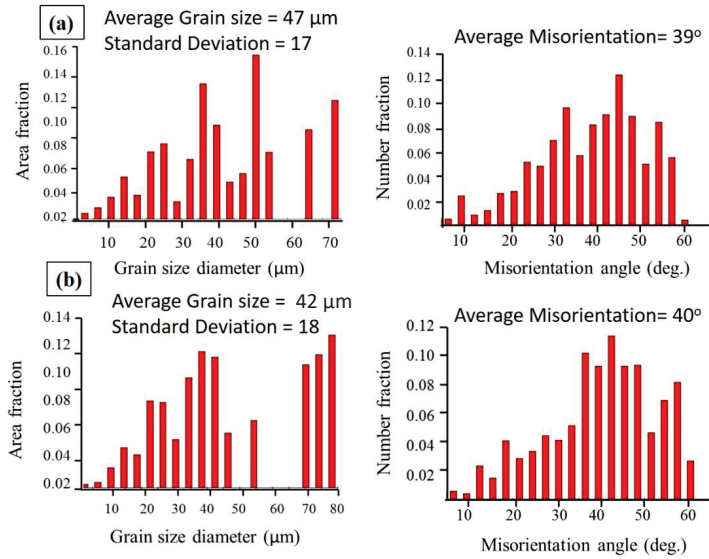 (a)
Average Grain size = 47 µm
Standard Deviation = 17
0.16
0.14
0.12
0.10
0.08
0.06
0.04
0.02
Area fraction
10 20 30 40 50 60 70
Grain size diameter (µm)
Average Misorientation= 39°
0.14
0.12
0.10
0.08
0.06
0.04
0.02
Number fraction
10 20 30 40 50 60
Misorientation angle (deg.)
(b)
Average Grain size = 42 µm
Standard Deviation = 18
0.14
0.12
0.10
0.08
0.06
0.04
0.02
Area fraction
10 20 30 40 50 60 70 80
Grain size diameter (µm)
Average Misorientation= 40°
0.12
0.10
0.08
0.06
0.04
0.02
Number fraction
10 20 30 40 50 60
Misorientation angle (deg.)